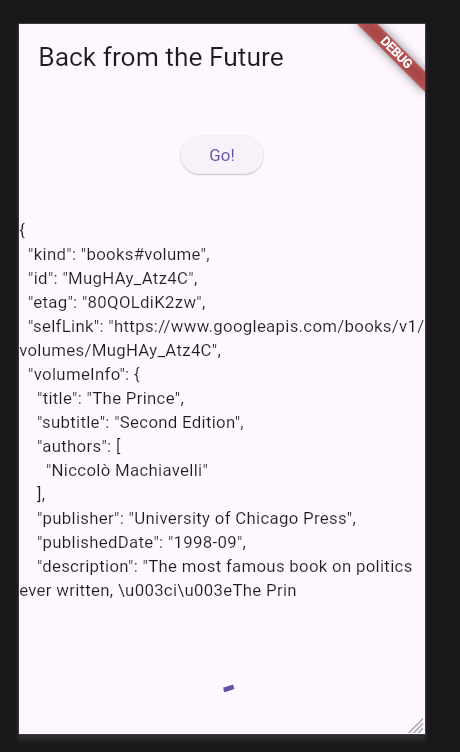 Back from the Future
DEBUG
Go!
{
"kind": "books#volume",
"id": "MugHAy_Atz4C",
"etag": "80QOLdiK2zw",
"selfLink": "https://www.googleapis.com/books/v1/
volumes/MugHAy_Atz4C",
"volumeInfo": {
"title": "The Prince",
"subtitle": "Second Edition",
"authors": [
"Niccolò Machiavelli"
],
"publisher": "University of Chicago Press",
"publishedDate": "1998-09",
"description": "The most famous book on politics
ever written, \u003ci\u003eThe Prin